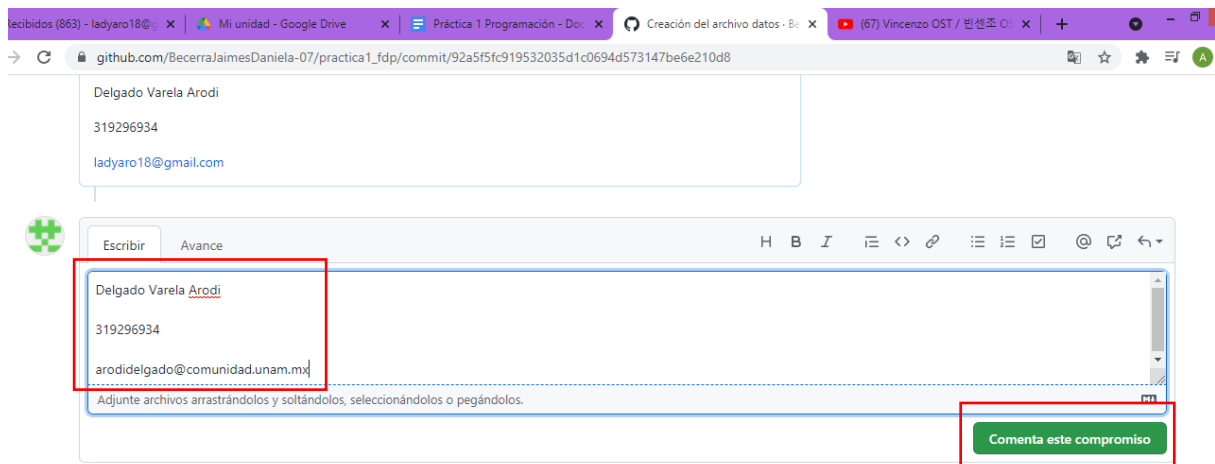 Recibidos (863) - ladyaro18@g
Mi unidad - Google Drive
Práctica 1 Programación - Doc
Creación del archivo datos · Be
(67) Vincenzo OST / 빈센조 OS
github.com/BecerraJaimesDaniela-07/practica1_fdp/commit/92a5f5fc919532035d1c0694d573147be6e210d8
A
Delgado Varela Arodi
319296934
ladyaro18@gmail.com
Escribir Avance H B I
Delgado Varela Arodi
319296934
arodidelgado@comunidad.unam.mx
Adjunte archivos arrastrándolos y soltándolos, seleccionándolos o pegándolos.
Comenta este compromiso